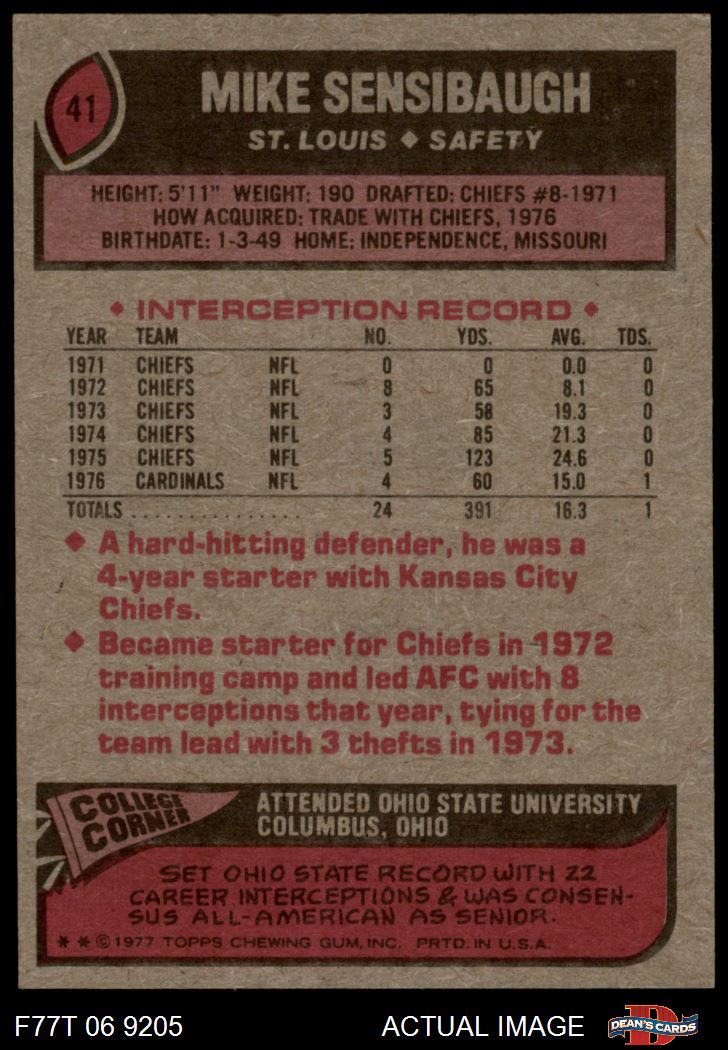 41
MIKE SENSIBAUGH
ST. LOUIS ◆ SAFETY
HEIGHT: 5'11" WEIGHT: 190 DRAFTED: CHIEFS #8-1971
HOW ACQUIRED: TRADE WITH CHIEFS, 1976
BIRTHDATE: 1-3-49 HOME: INDEPENDENCE, MISSOURI
◆ INTERCEPTION RECORD ◆
YEAR TEAM NO. YDS. AVG. TDS.
1971 CHIEFS NFL 0 0 0.0 0
1972 CHIEFS NFL 8 65 8.1 0
1973 CHIEFS NFL 3 58 19.3 0
1974 CHIEFS NFL 4 85 21.3 0
1975 CHIEFS NFL 5 123 24.6 0
1976 CARDINALS NFL 4 60 15.0 1
TOTALS ............... 24 391 16.3 1
◆ A hard-hitting defender, he was a
4-year starter with Kansas City
Chiefs.
◆ Became starter for Chiefs in 1972
training camp and led AFC with 8
interceptions that year, tying for the
team lead with 3 thefts in 1973.
COLLEGE
CORNER
ATTENDED OHIO STATE UNIVERSITY
COLUMBUS, OHIO
SET OHIO STATE RECORD WITH 22
CAREER INTERCEPTIONS & WAS CONSEN-
SUS ALL-AMERICAN AS SENIOR.
* * © 1977 TOPPS CHEWING GUM, INC. PRTD. IN U.S.A.
F77T 06 9205 ACTUAL IMAGE
D
DEAN'S CARDS